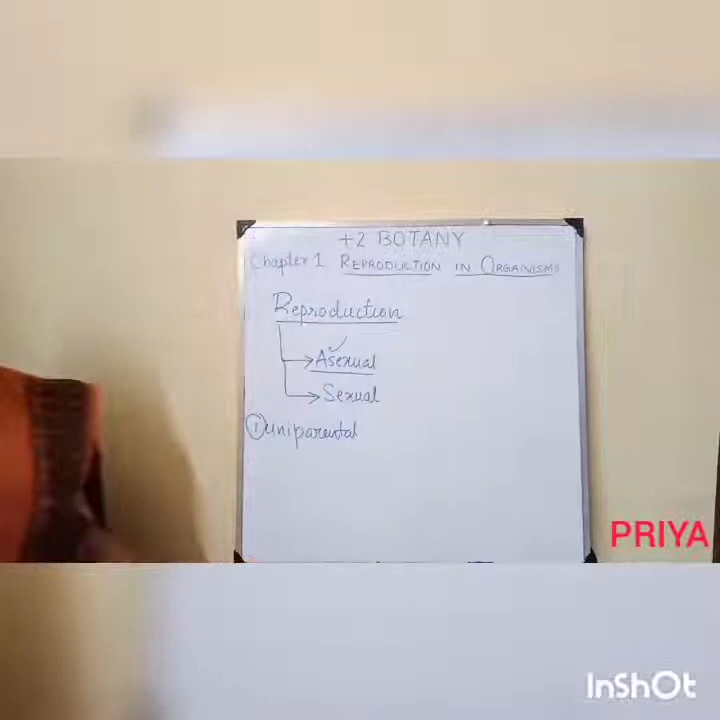 +2 BOTANY
Chapter 1 REPRODUCTION IN ORGANISMS
Reproduction
Asexual
Sexual
① uniparental
PRIYA
InShOt